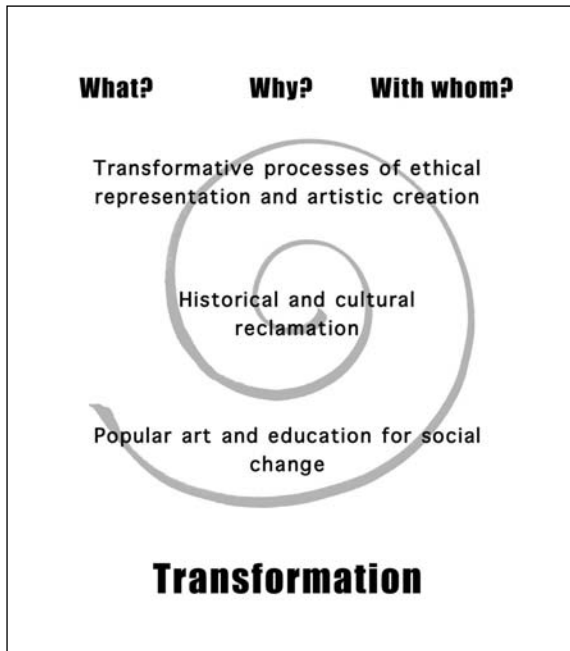 What? Why? With whom?
Transformative processes of ethical
representation and artistic creation
Historical and cultural
reclamation
Popular art and education for social
change
Transformation